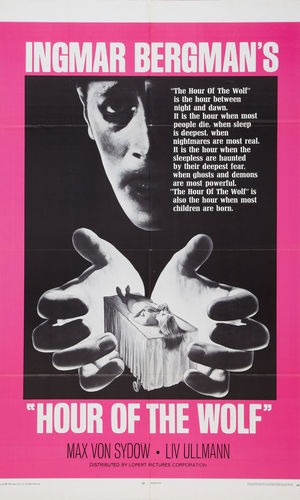 INGMAR BERGMAN'S
"The Hour Of The Wolf"
is the hour between
night and dawn.
It is the hour when most
people die, when sleep
is deepest, when
nightmares are most real.
It is the hour when the
sleepless are haunted
by their deepest fear,
when ghosts and demons
are most powerful.
"The Hour Of The Wolf" is
also the hour when most
children are born.
"HOUR OF THE WOLF"
MAX VON SYDOW • LIV ULLMANN
DISTRIBUTED BY LOPERT PICTURES CORPORATION